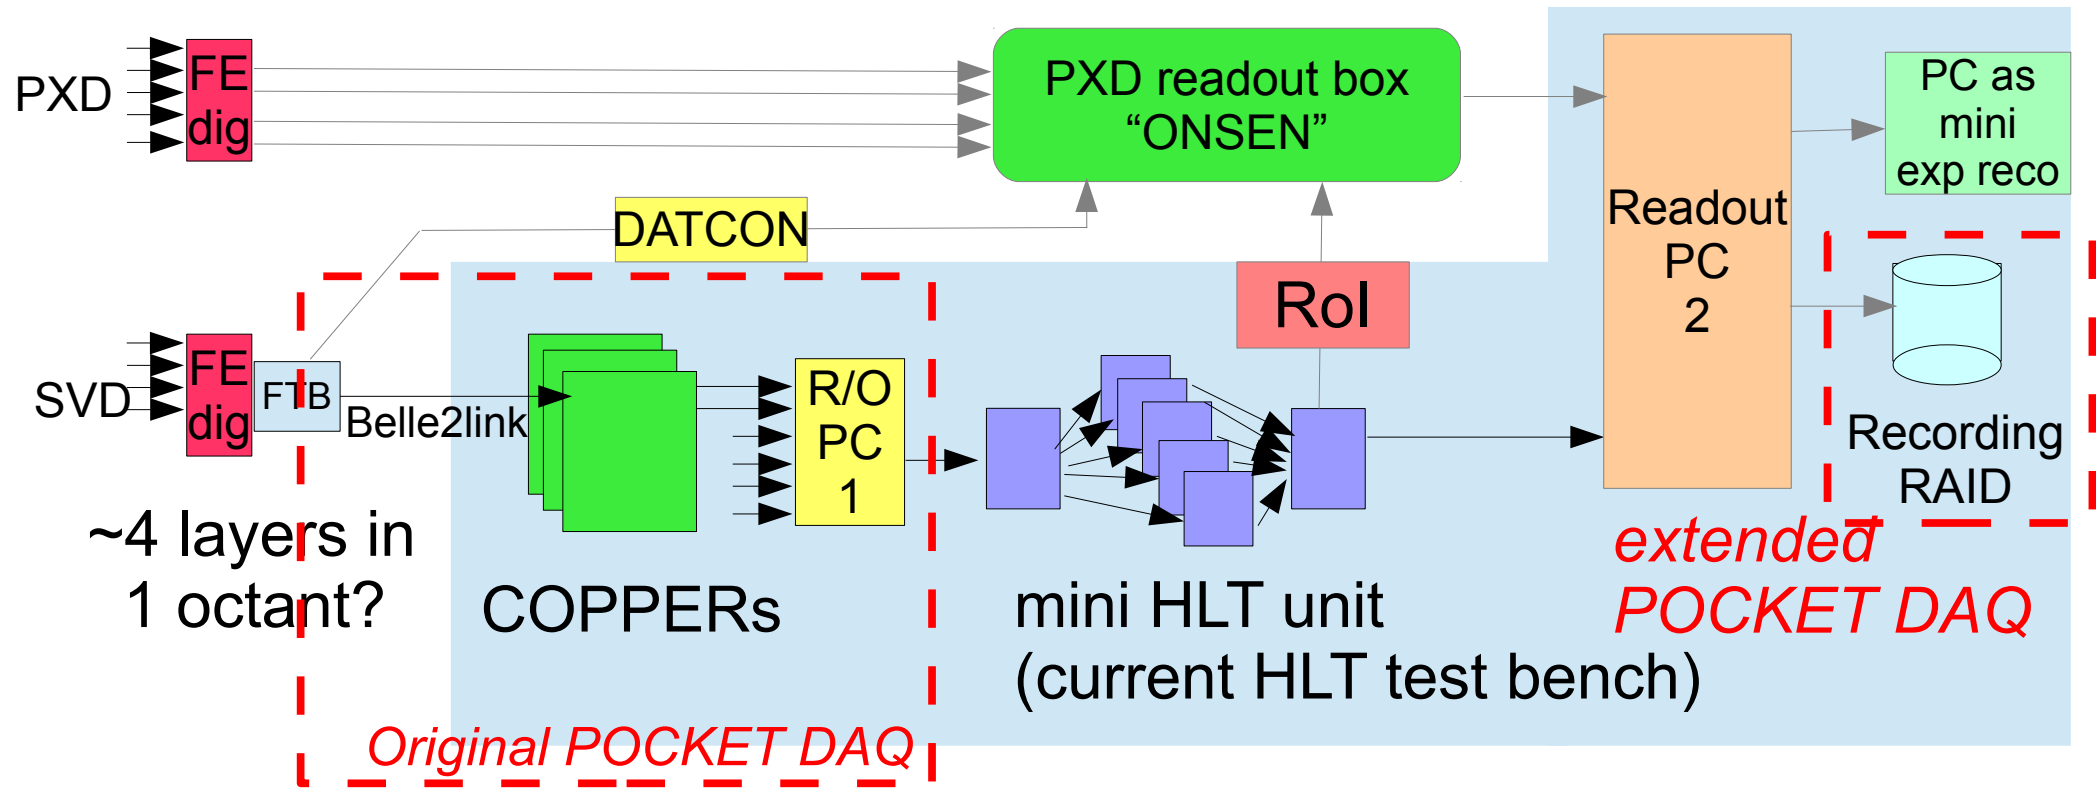 PXD
FE
dig
PXD readout box
“ONSEN”
PC as
mini
exp reco
DATCON
Readout
PC
2
RoI
SVD
FE
dig
FTB
Belle2link
R/O
PC
1
Recording
RAID
~4 layers in
1 octant?
COPPERs
mini HLT unit
(current HLT test bench)
extended
POCKET DAQ
Original POCKET DAQ